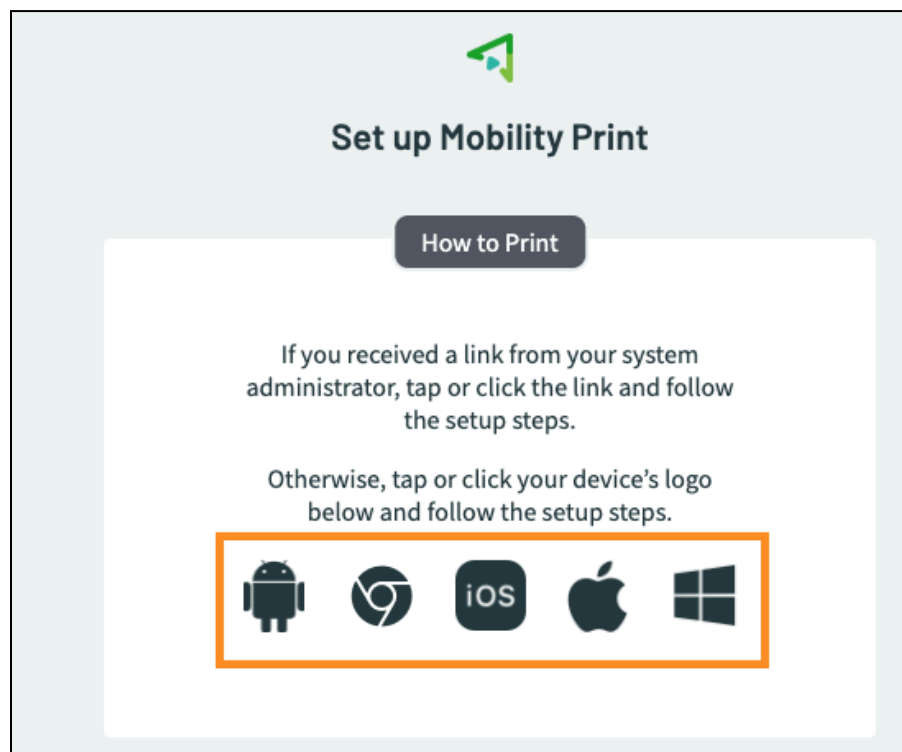 Set up Mobility Print
How to Print
If you received a link from your system
administrator, tap or click the link and follow
the setup steps.
Otherwise, tap or click your device’s logo
below and follow the setup steps.
iOS